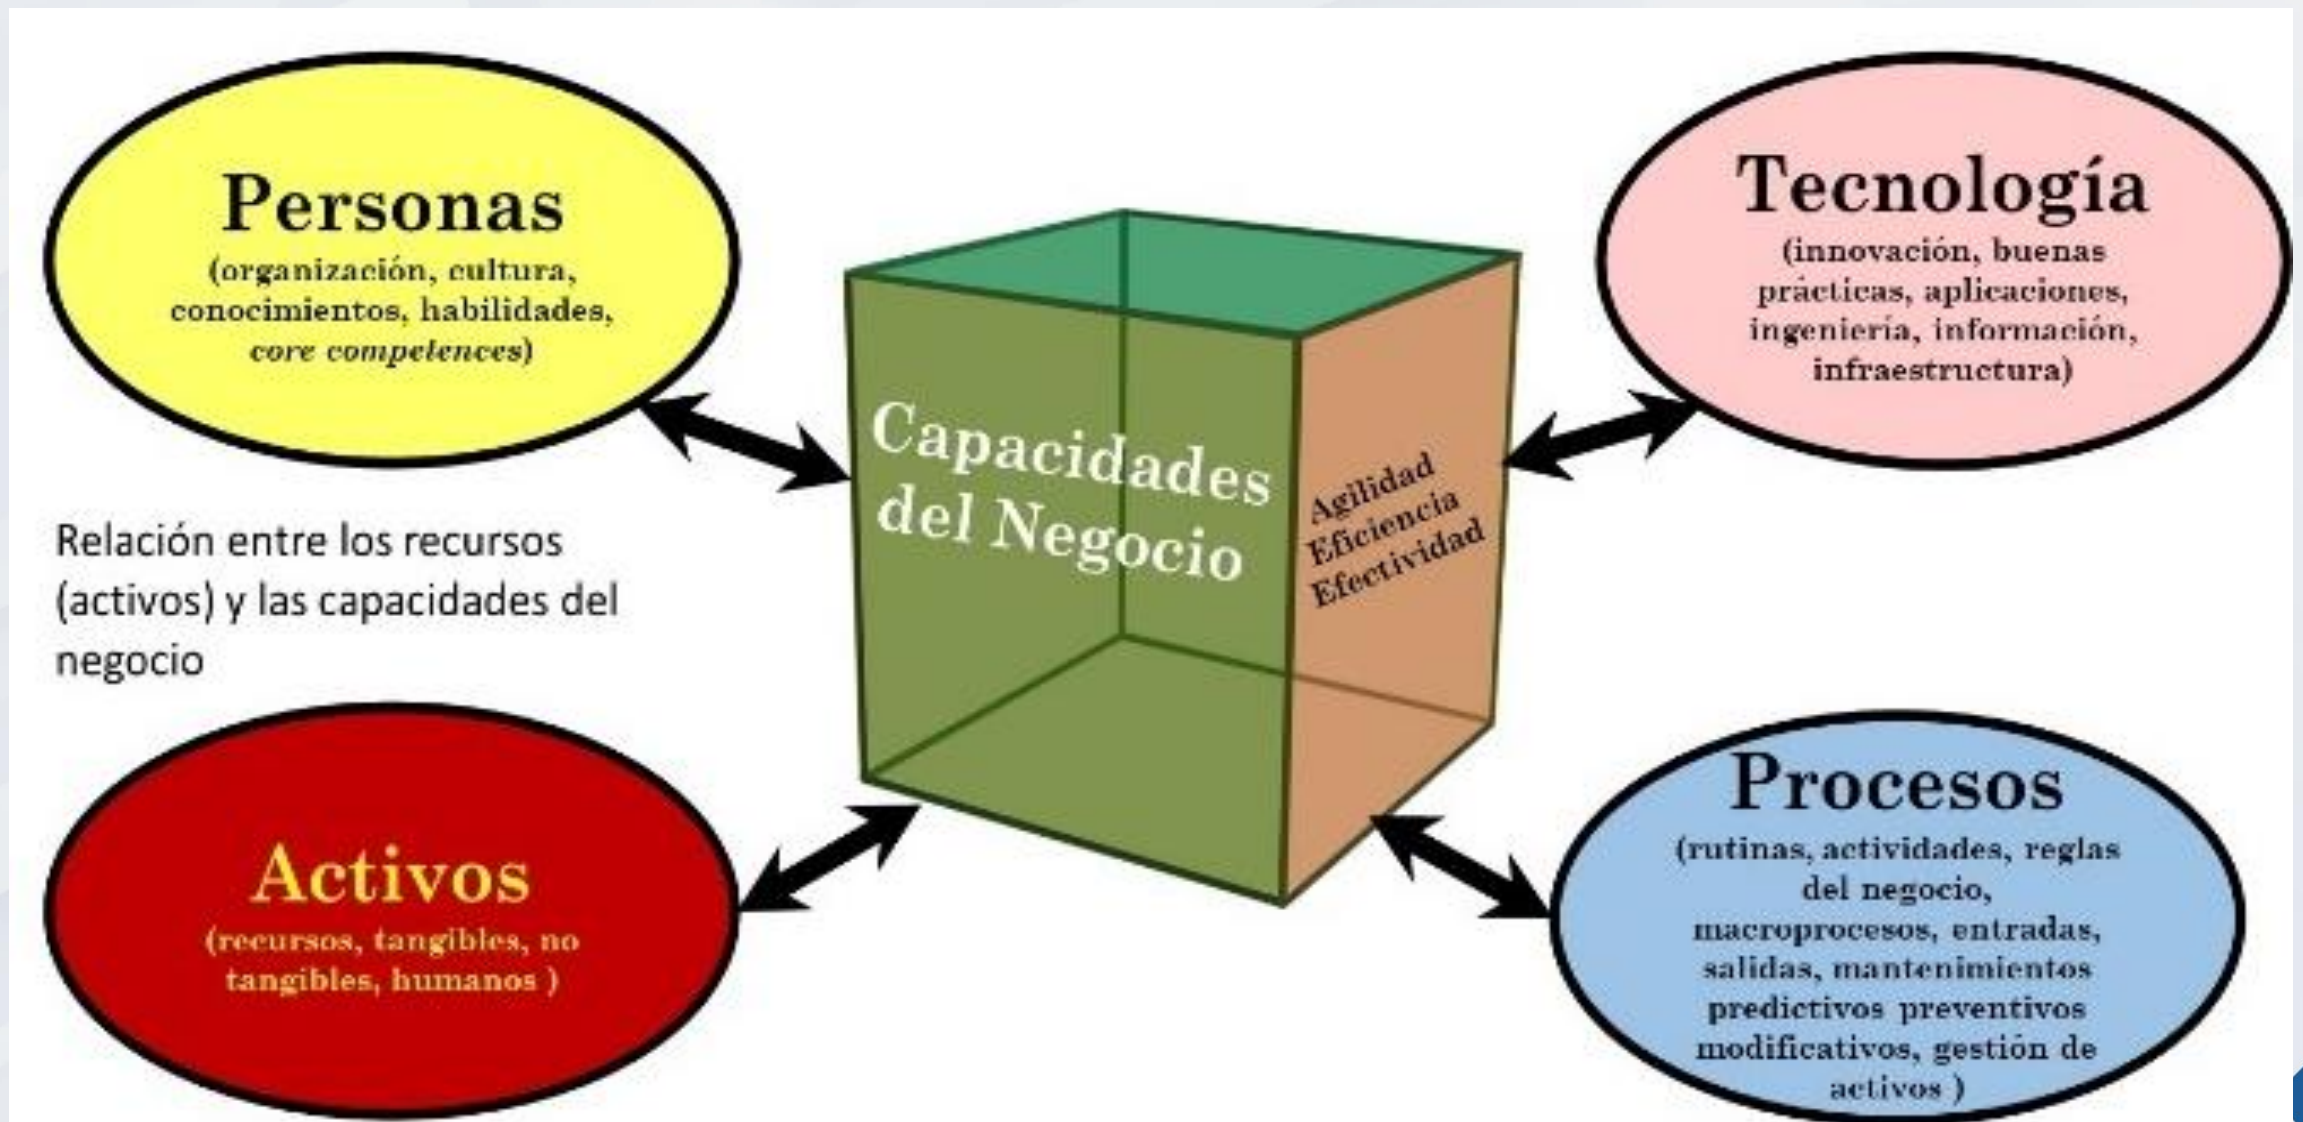 Personas
(organización, cultura,
conocimientos, habilidades,
core competences)
Tecnología
(innovación, buenas
prácticas, aplicaciones,
ingeniería, información,
infraestructura)
Capacidades
del Negocio
Agilidad
Eficiencia
Efectividad
Relación entre los recursos
(activos) y las capacidades del
negocio
Activos
(recursos, tangibles, no
tangibles, humanos )
Procesos
(rutinas, actividades, reglas
del negocio,
macroprocesos, entradas,
salidas, mantenimientos
predictivos preventivos
modificativos, gestión de
activos )